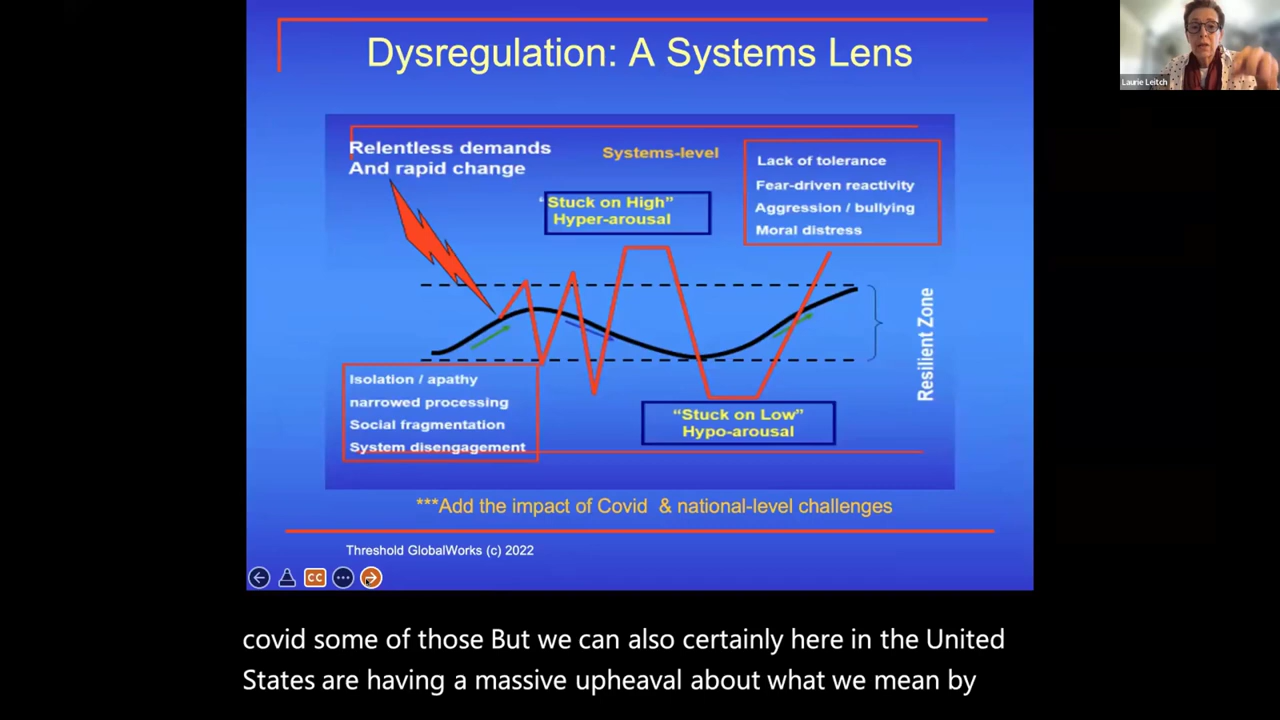 Dysregulation: A Systems Lens
Laurie Leitch
Relentless demands
And rapid change
Systems-level
"Stuck on High"
Hyper-arousal
Lack of tolerance
Fear-driven reactivity
Aggression / bullying
Moral distress
Resilient Zone
Isolation / apathy
narrowed processing
Social fragmentation
System disengagement
“Stuck on Low”
Hypo-arousal
***Add the impact of Covid & national-level challenges
Threshold GlobalWorks (c) 2022
CC
covid some of those But we can also certainly here in the United
States are having a massive upheaval about what we mean by